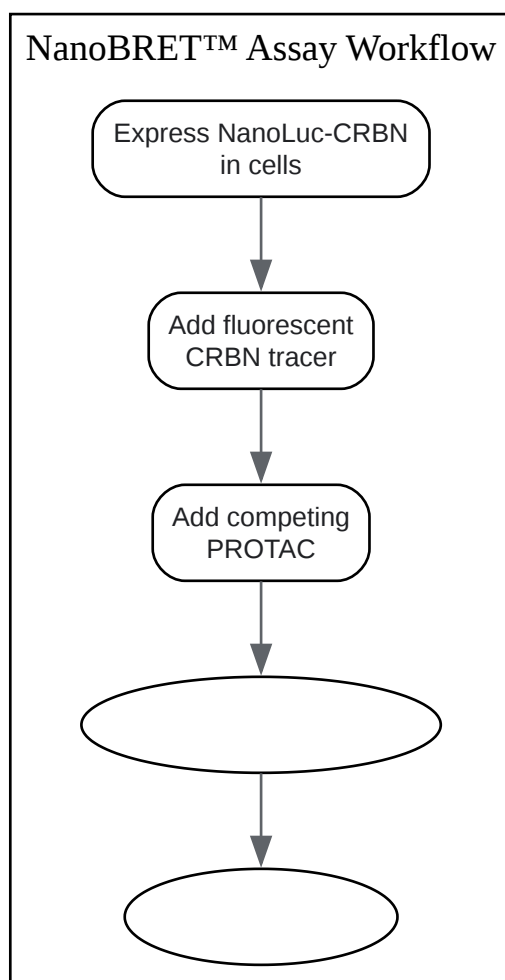 NanoBRET™ Assay Workflow
Express NanoLuc-CRBN
in cells
Add fluorescent
CRBN tracer
Add competing
PROTAC